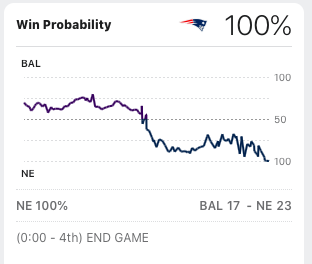 Win Probability 100%
BAL
100
50
100
NE
NE 100% BAL 17 - NE 23
(0:00 - 4th) END GAME